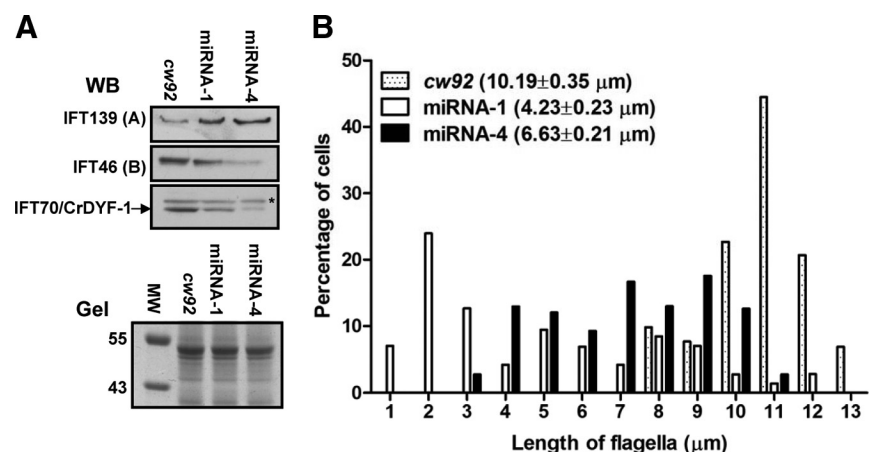 A
WB
cw92
miRNA-1
miRNA-4
IFT139 (A)
IFT46 (B)
IFT70/CrDYF-1
*
Gel
MW
cw92
miRNA-1
miRNA-4
55
43
B
Percentage of cells
50
40
30
20
10
0
cw92 (10.19±0.35 μm)
miRNA-1 (4.23±0.23 μm)
miRNA-4 (6.63±0.21 μm)
1 2 3 4 5 6 7 8 9 10 11 12 13
Length of flagella (μm)